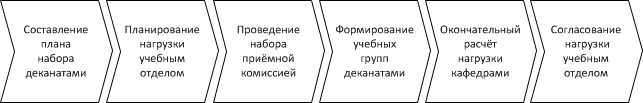 Составление
плана
набора
деканатами
Планирование
нагрузки
учебным
отделом
Проведение
набора
приёмной
комиссией
Формирование
учебных
групп
деканатами
Окончательный
расчёт
нагрузки
кафедрами
Согласование
нагрузки
учебным
отделом